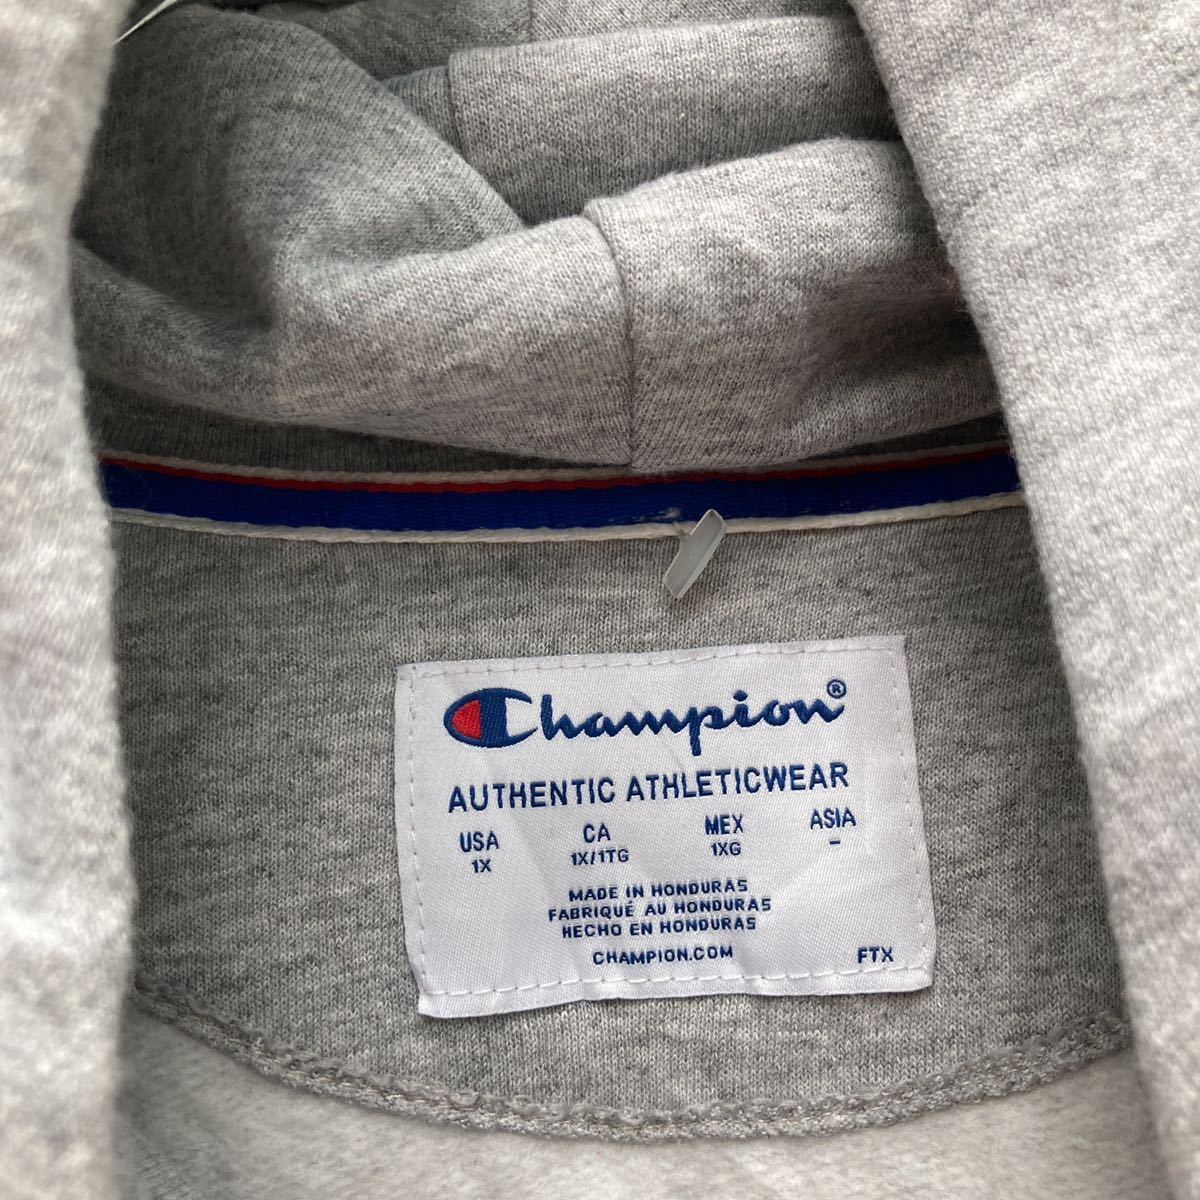 Champion®
AUTHENTIC ATHLETICWEAR
USA CA MEX ASIA
1X 1X/1TG 1XG –
MADE IN HONDURAS
FABRIQUÉ AU HONDURAS
HECHO EN HONDURAS
CHAMPION.COM FTX